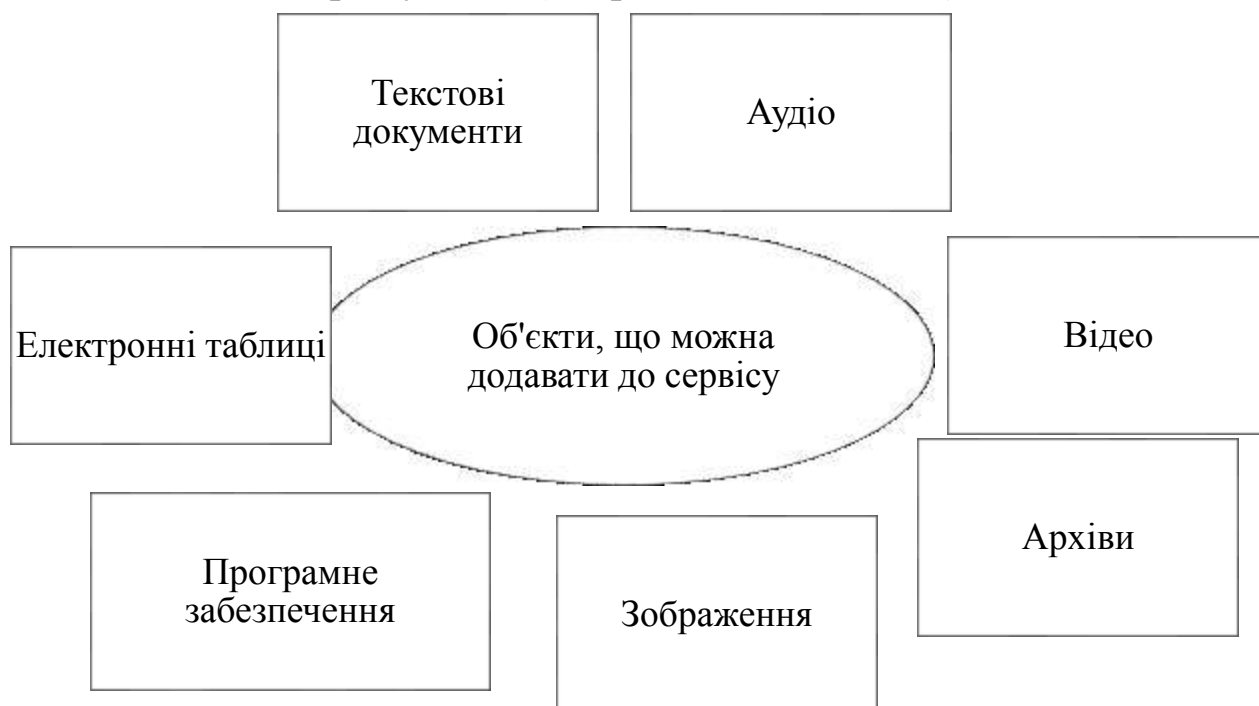 Текстові
документи
Аудіо
Електронні таблиці
Об'єкти, що можна
додавати до сервісу
Відео
Архіви
Програмне
забезпечення
Зображення